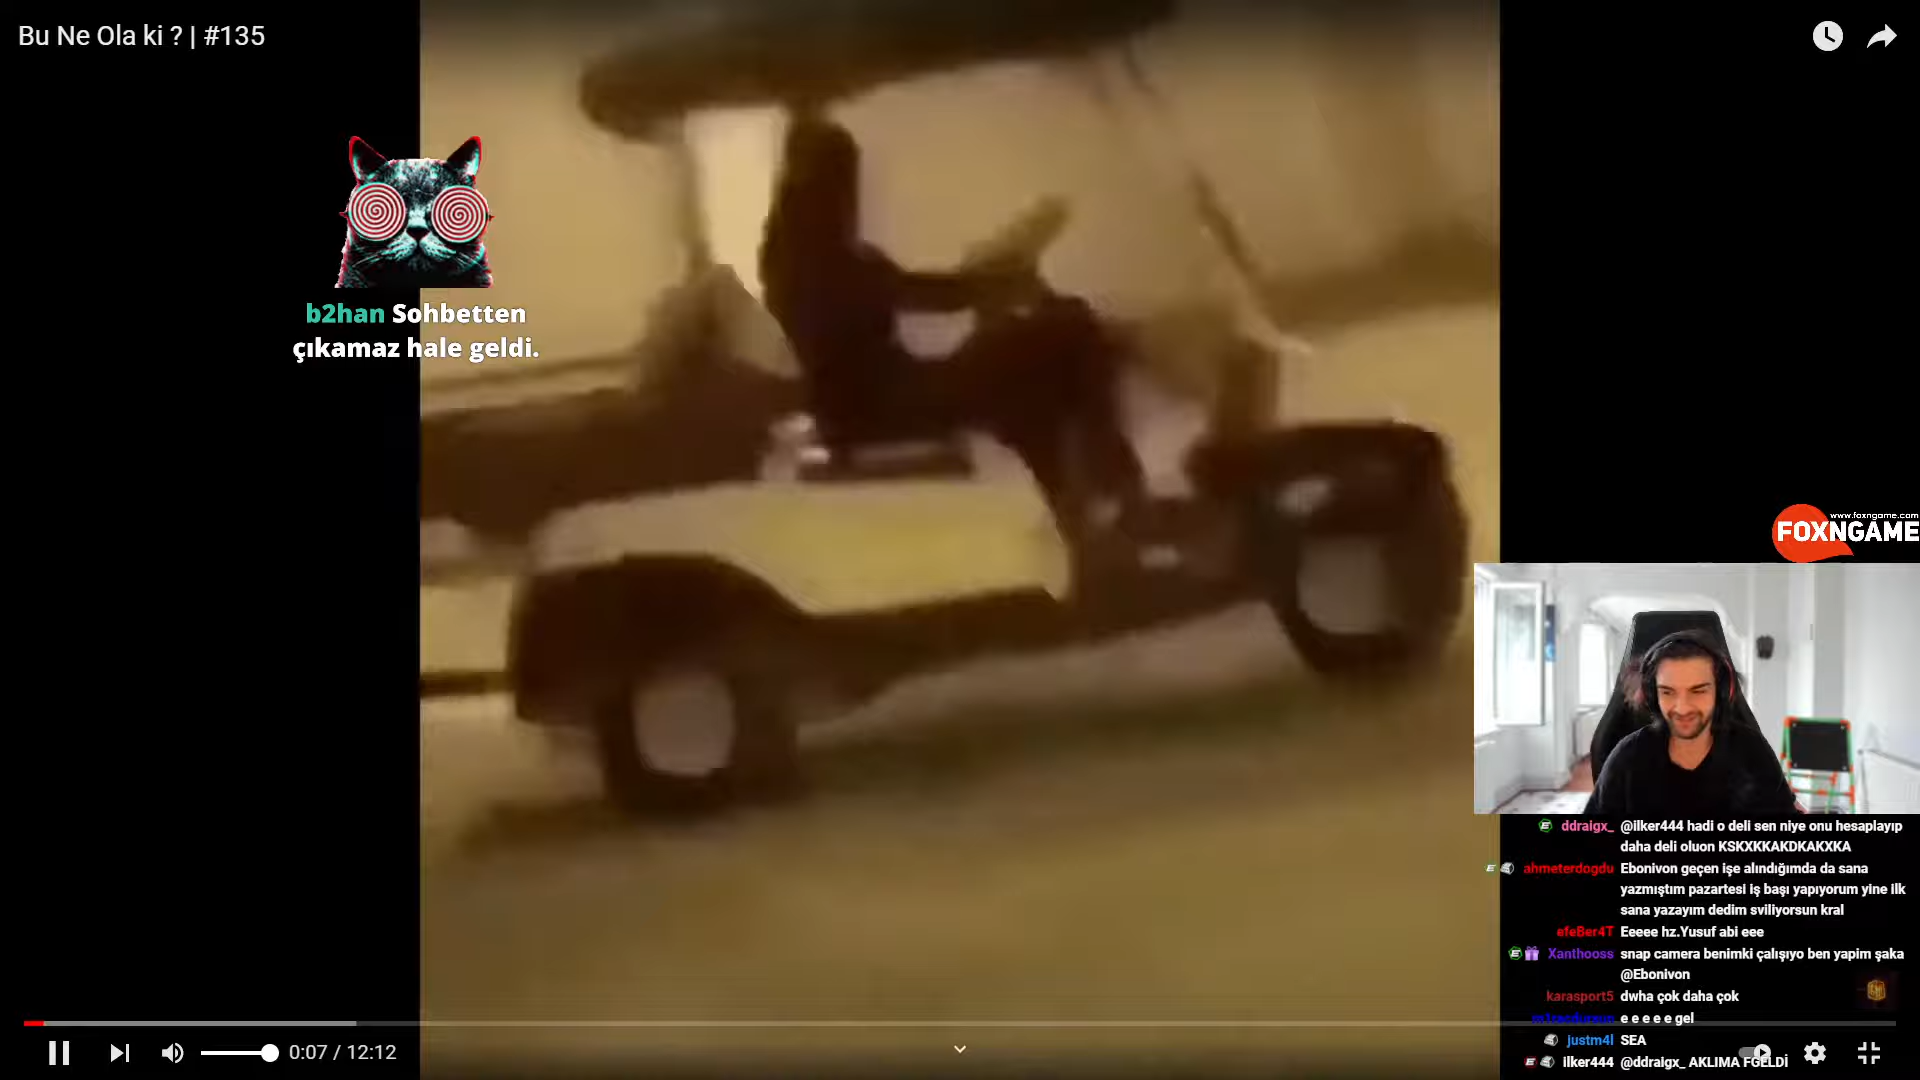 Bu Ne Ola ki ? | #135
b2han Sohbetten
çıkamaz hale geldi.
www.foxngame.com
FOXNGAME
ddraigx_ @ilker444 hadi o deli sen niye onu hesaplayıp
daha deli oluon KSKXKKAKDKAKXKA
ahmeterdogdu Ebonivon geçen işe alındığımda da sana
yazmıştım pazartesi iş başı yapıyorum yine ilk
sana yazayım dedim sviliyorsun kral
efeBer4T Eeeee hz.Yusuf abi eee
Xanthooss snap camera benimki çalışıyo ben yapim şaka
@Ebonivon
karasport5 dwha çok daha çok
e e e e e gel
justm4l SEA
ilker444 @ddraigx_ AKLIMA FGELDİ
0:07 / 12:12